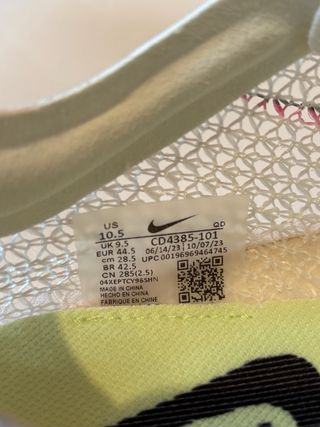 US
10.5
UK 9.5
EUR 44.5
cm 28.5
BR 42.5
CN 285(2.5)
04XEPTCY965HN
MADE IN CHINA
HECHO EN CHINA
FABRIQUE EN CHINE
QD
CD4385-101
06/14/23 | 10/07/23
UPC 00196969464745